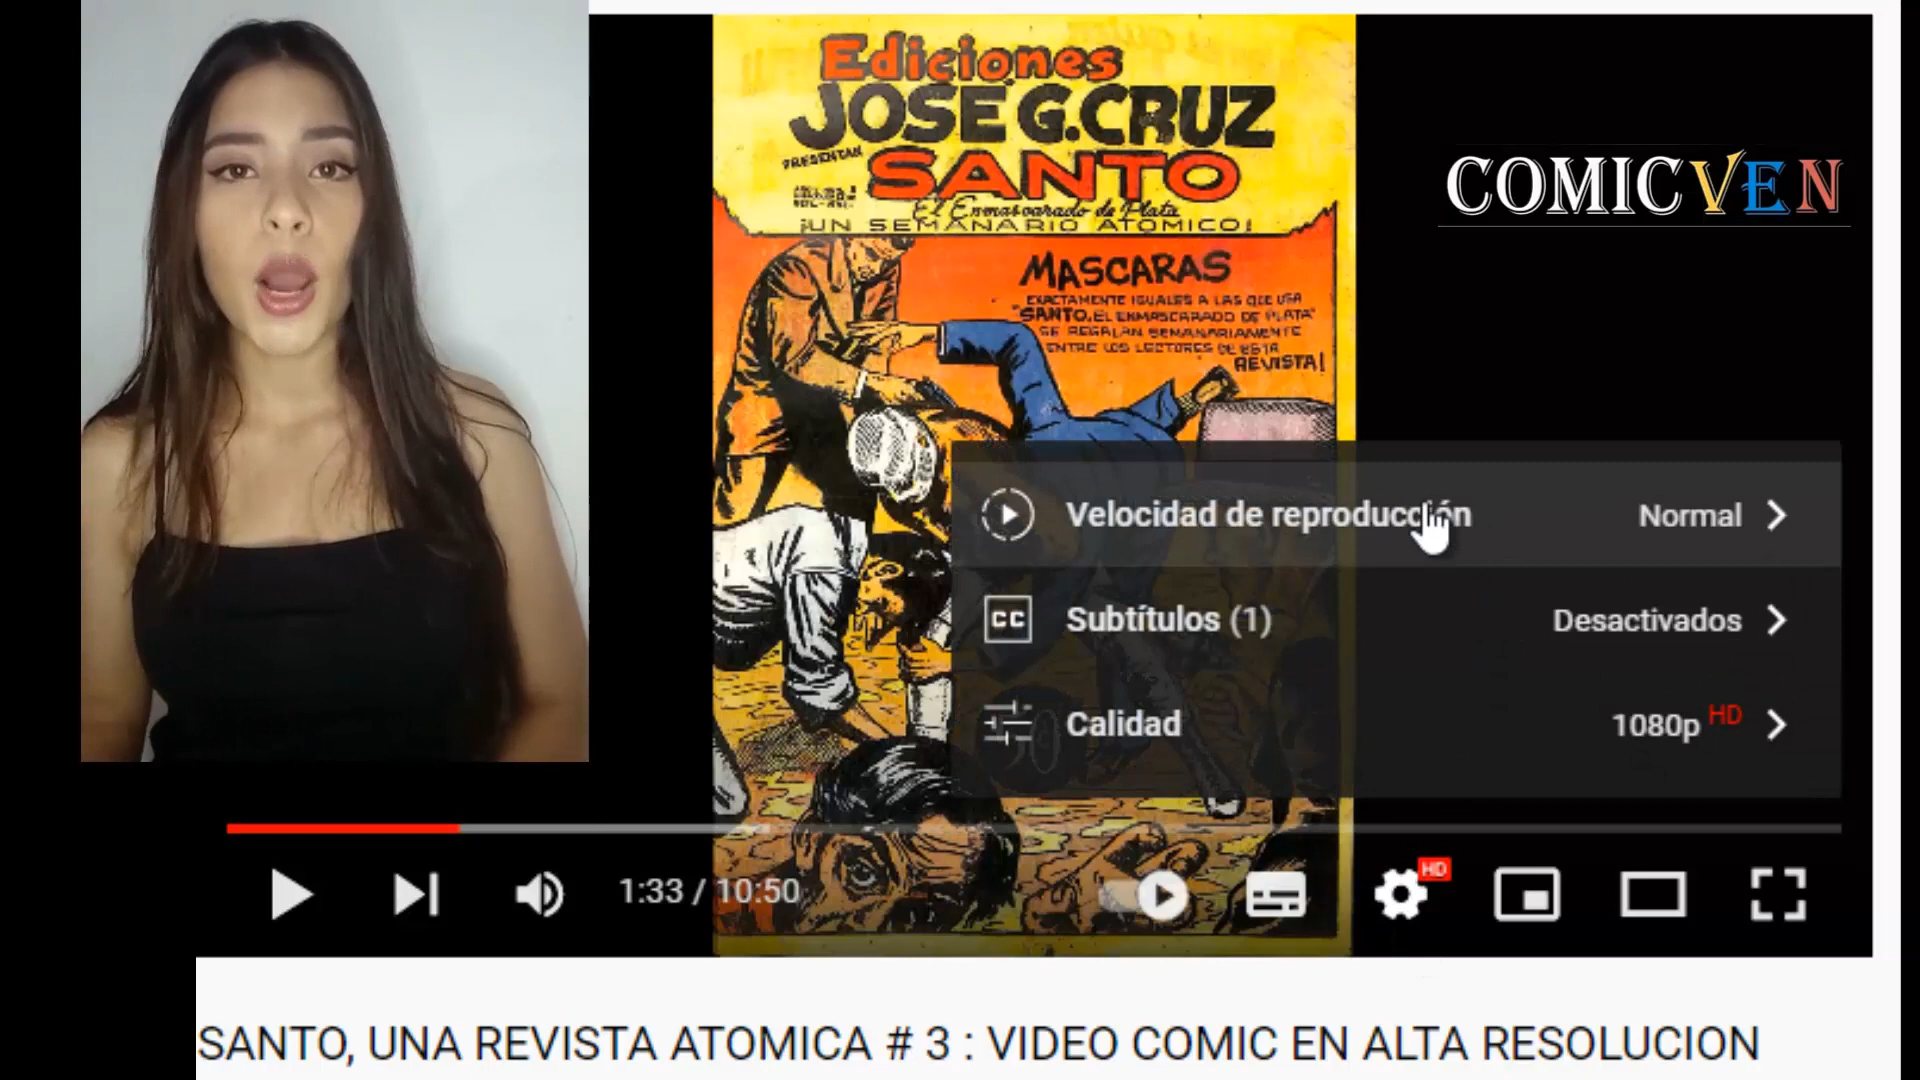 Ediciones
JOSE G. CRUZ
PRESENTAN
SANTO
El Enmascarado de Plata
¡UN SEMANARIO ATOMICO!
MASCARAS
EXACTAMENTE IGUALES A LAS QUE USA
"SANTO, EL ENMASCARADO DE PLATA"
SE REGALAN SEMANARIAMENTE
ENTRE LOS LECTORES DE ESTA
REVISTA!
COMICVEN
Velocidad de reproducción Normal
CC Subtítulos (1) Desactivados
Calidad 1080p HD
1:33 / 10:50
HD
SANTO, UNA REVISTA ATOMICA # 3 : VIDEO COMIC EN ALTA RESOLUCION